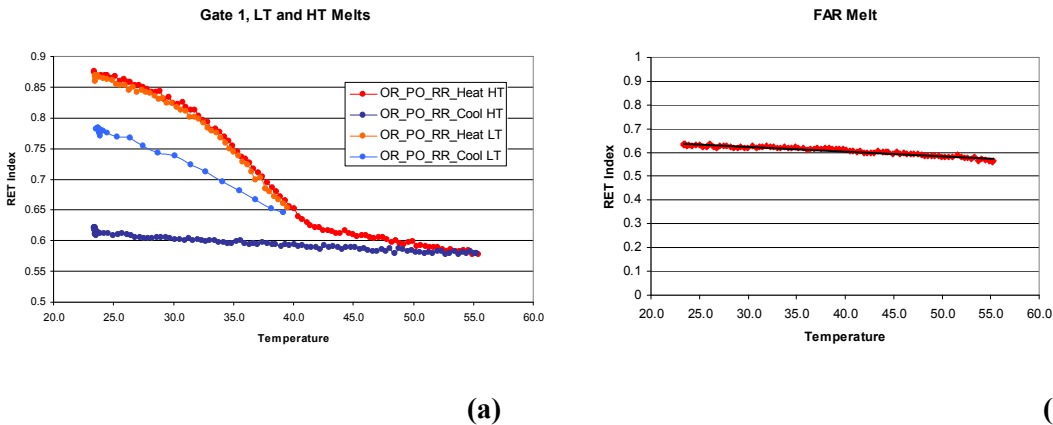 Gate 1, LT and HT Melts
0.9
0.85
0.8
0.75
0.7
0.65
0.6
0.55
0.5
RET Index
OR_PO_RR_Heat HT
OR_PO_RR_Cool HT
OR_PO_RR_Heat LT
OR_PO_RR_Cool LT
20.0 25.0 30.0 35.0 40.0 45.0 50.0 55.0 60.0
Temperature
(a)
FAR Melt
1
0.9
0.8
0.7
0.6
0.5
0.4
0.3
0.2
0.1
0
RET Index
20.0 25.0 30.0 35.0 40.0 45.0 50.0 55.0 60.0
Temperature
(